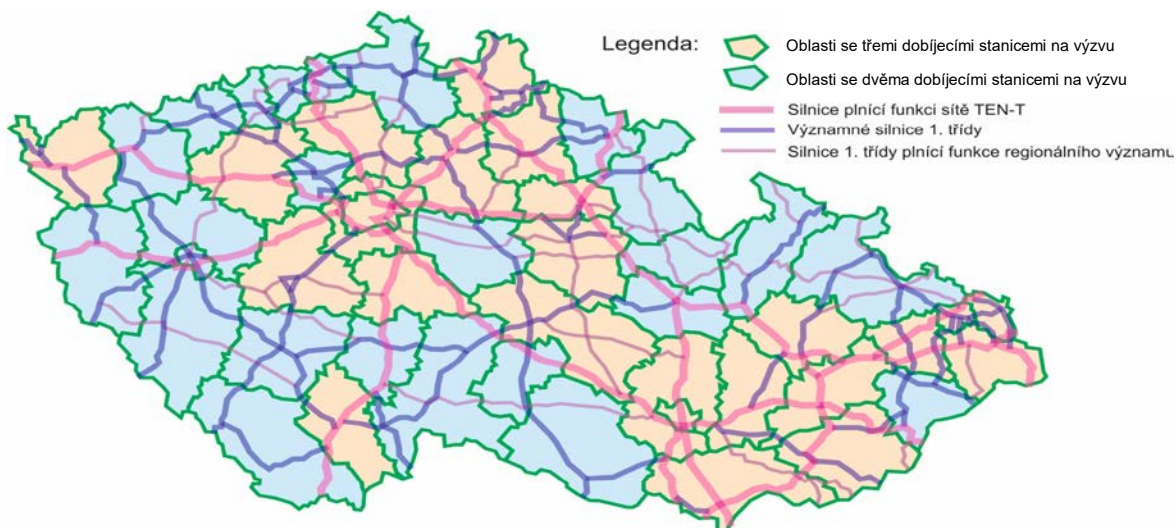 Legenda:
Oblasti se třemi dobíjecími stanicemi na výzvu
Oblasti se dvěma dobíjecími stanicemi na výzvu
Silnice plnící funkci sítě TEN-T
Významné silnice 1. třídy
Silnice 1. třídy plnící funkce regionálního významu